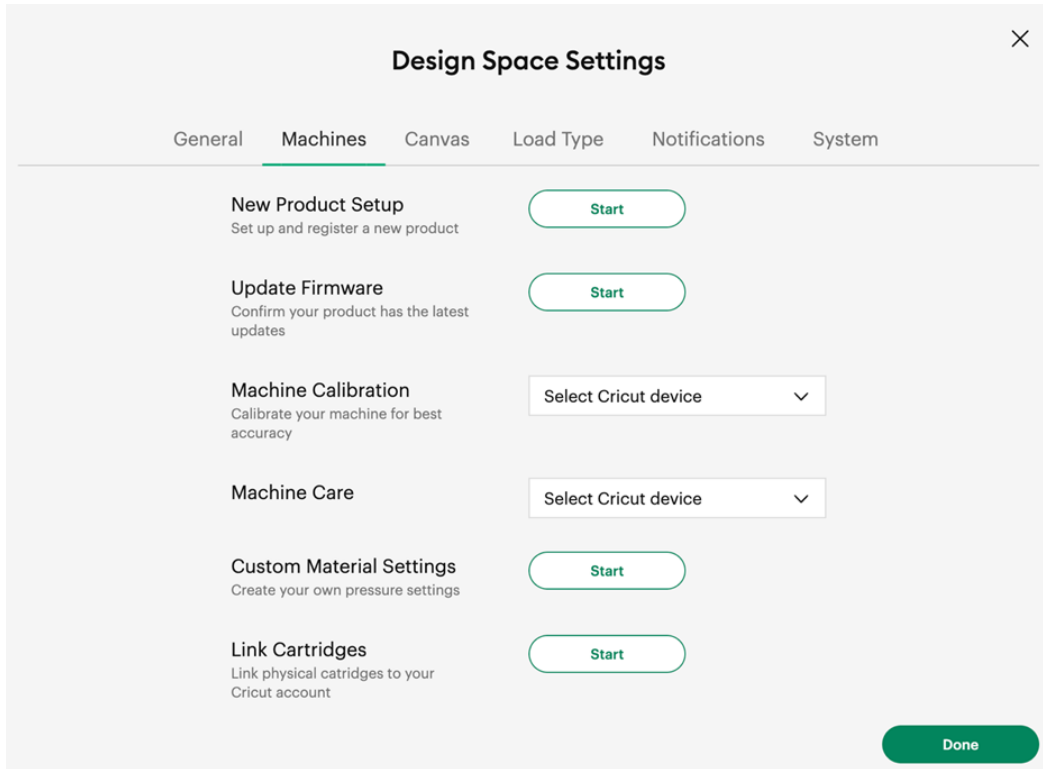 Design Space Settings
General Machines Canvas Load Type Notifications System
New Product Setup
Start
Set up and register a new product
Update Firmware
Start
Confirm your product has the latest
updates
Machine Calibration
Select Cricut device
Calibrate your machine for best
accuracy
Machine Care
Select Cricut device
Custom Material Settings
Start
Create your own pressure settings
Link Cartridges
Start
Link physical catridges to your
Cricut account
Done